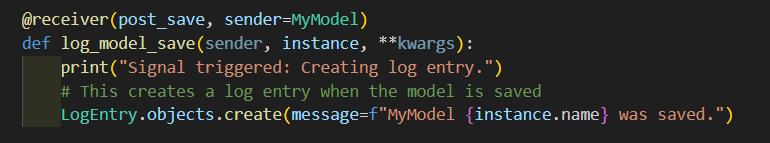 @receiver(post_save, sender=MyModel)
def log_model_save(sender, instance, **kwargs):
    print("Signal triggered: Creating log entry.")
    # This creates a log entry when the model is saved
    LogEntry.objects.create(message=f"MyModel {instance.name} was saved.")